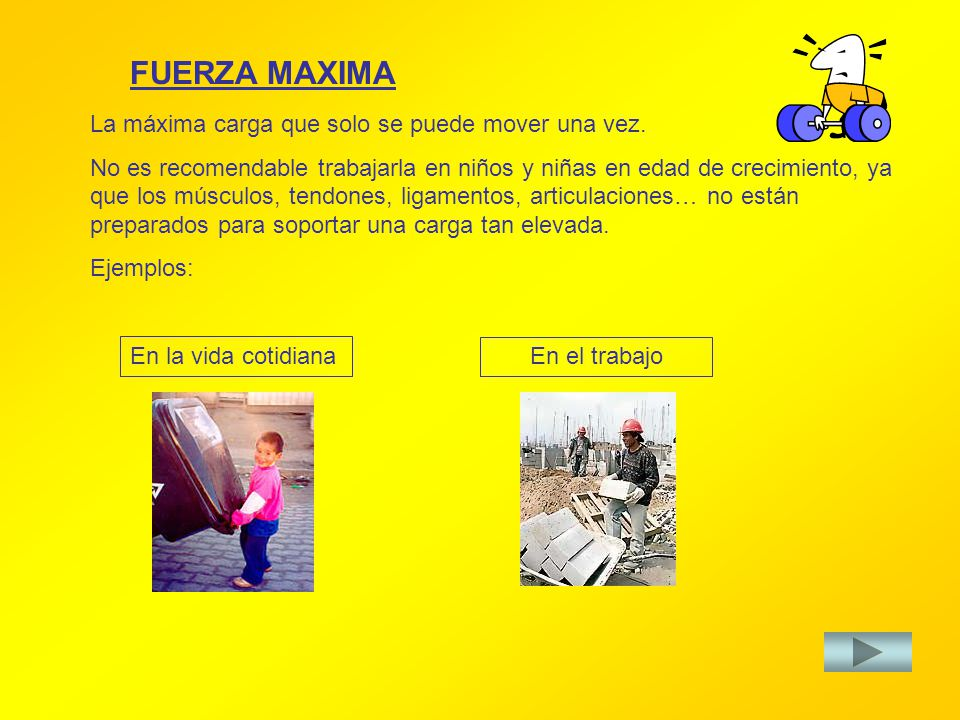 FUERZA MAXIMA
La máxima carga que solo se puede mover una vez.
No es recomendable trabajarla en niños y niñas en edad de crecimiento, ya
que los músculos, tendones, ligamentos, articulaciones… no están
preparados para soportar una carga tan elevada.
Ejemplos:
En la vida cotidiana
En el trabajo